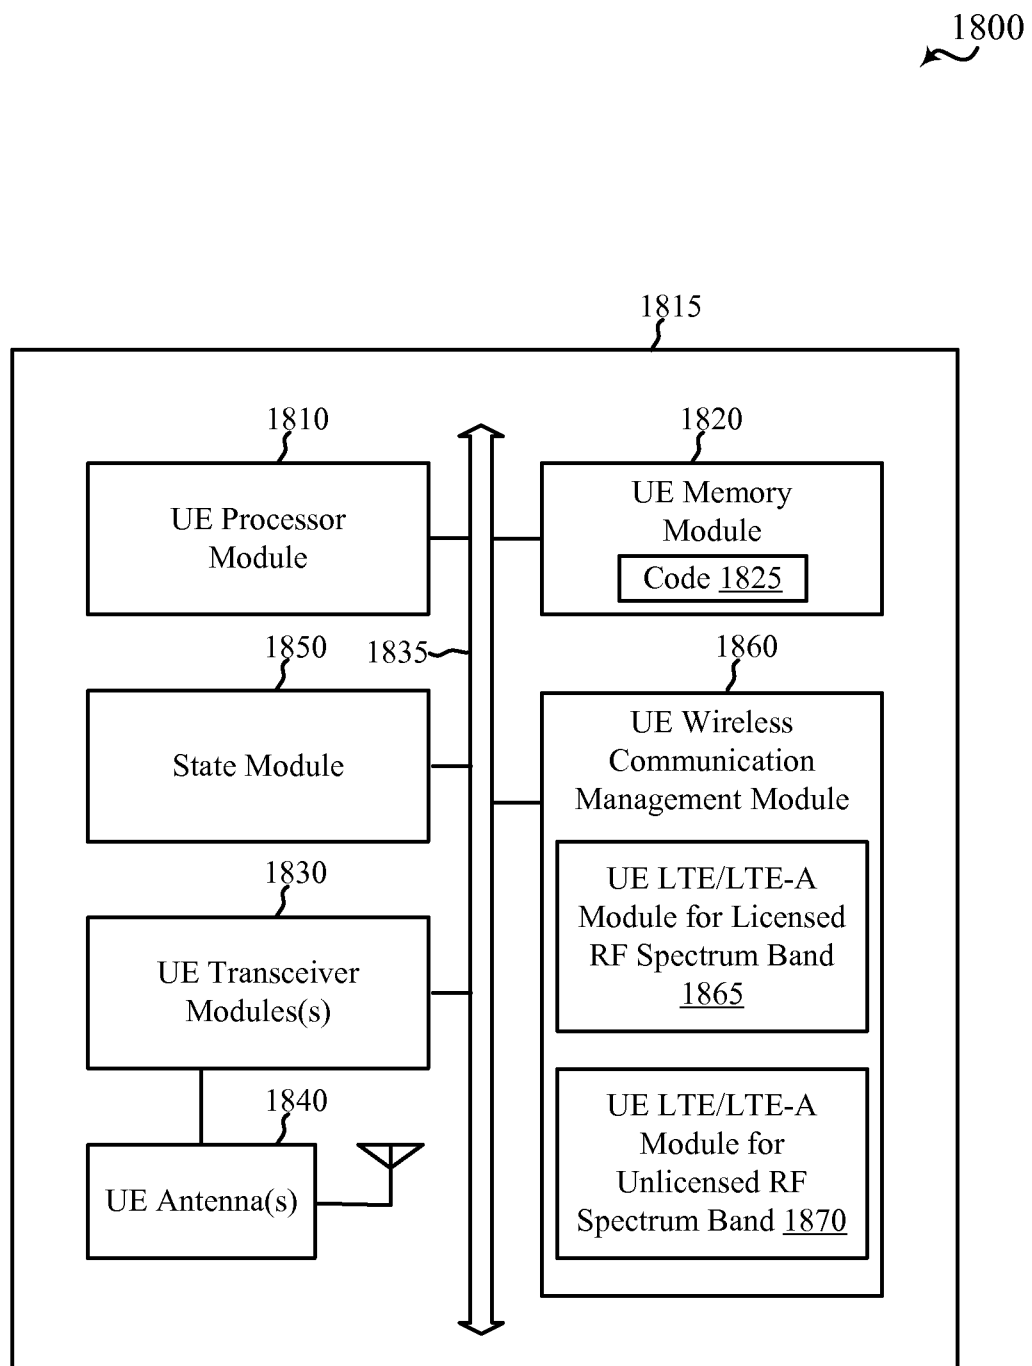 1800
1815
1810
1820
UE Processor
Module
UE Memory
Module
Code 1825
1850
1835
1860
State Module
UE Wireless
Communication
Management Module
1830
UE LTE/LTE-A
Module for Licensed
RF Spectrum Band
1865
UE Transceiver
Modules(s)
1840
UE Antenna(s)
UE LTE/LTE-A
Module for
Unlicensed RF
Spectrum Band 1870